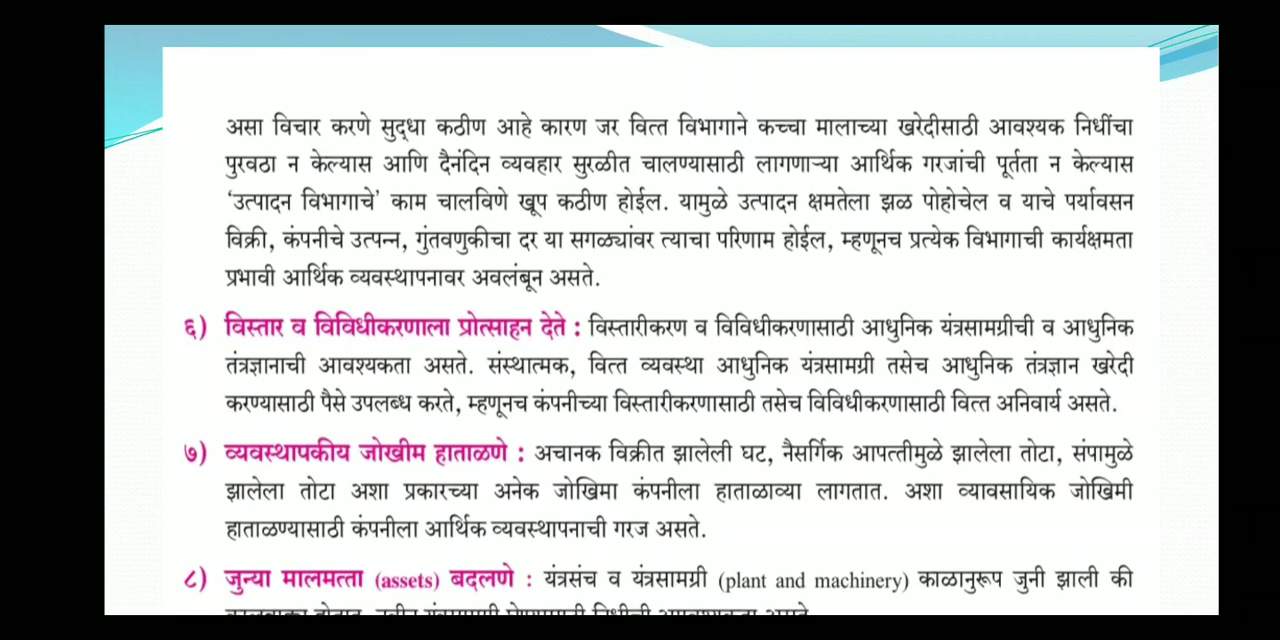 असा विचार करणे सुद्धा कठीण आहे कारण जर वित्त विभागाने कच्चा मालाच्या खरेदीसाठी आवश्यक निधींचा
पुरवठा न केल्यास आणि दैनंदिन व्यवहार सुरळीत चालण्यासाठी लागणाऱ्या आर्थिक गरजांची पूर्तता न केल्यास
‘उत्पादन विभागाचे’ काम चालविणे खूप कठीण होईल. यामुळे उत्पादन क्षमतेला झळ पोहोचेल व याचे पर्यावसन
विक्री, कंपनीचे उत्पन्न, गुंतवणुकीचा दर या सगळ्यांवर त्याचा परिणाम होईल, म्हणूनच प्रत्येक विभागाची कार्यक्षमता
प्रभावी आर्थिक व्यवस्थापनावर अवलंबून असते.
६) विस्तार व विविधीकरणाला प्रोत्साहन देते : विस्तारीकरण व विविधीकरणासाठी आधुनिक यंत्रसामग्रीची व आधुनिक
तंत्रज्ञानाची आवश्यकता असते. संस्थात्मक, वित्त व्यवस्था आधुनिक यंत्रसामग्री तसेच आधुनिक तंत्रज्ञान खरेदी
करण्यासाठी पैसे उपलब्ध करते, म्हणूनच कंपनीच्या विस्तारीकरणासाठी तसेच विविधीकरणासाठी वित्त अनिवार्य असते.
७) व्यवस्थापकीय जोखीम हाताळणे : अचानक विक्रीत झालेली घट, नैसर्गिक आपत्तीमुळे झालेला तोटा, संपामुळे
झालेला तोटा अशा प्रकारच्या अनेक जोखिमा कंपनीला हाताळाव्या लागतात. अशा व्यावसायिक जोखिमी
हाताळण्यासाठी कंपनीला आर्थिक व्यवस्थापनाची गरज असते.
८) जुन्या मालमत्ता (assets) बदलणे : यंत्रसंच व यंत्रसामग्री (plant and machinery) काळानुरूप जुनी झाली की